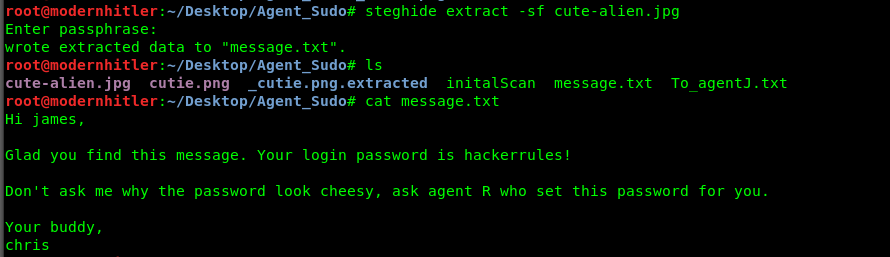 root@modernhitler:~/Desktop/Agent_Sudo# steghide extract -sf cute-alien.jpg
Enter passphrase:
wrote extracted data to "message.txt".
root@modernhitler:~/Desktop/Agent_Sudo# ls
cute-alien.jpg  cutie.png  _cutie.png.extracted  initalScan  message.txt  To_agentJ.txt
root@modernhitler:~/Desktop/Agent_Sudo# cat message.txt
Hi james,
Glad you find this message. Your login password is hackerrules!
Don't ask me why the password look cheesy, ask agent R who set this password for you.
Your buddy,
chris